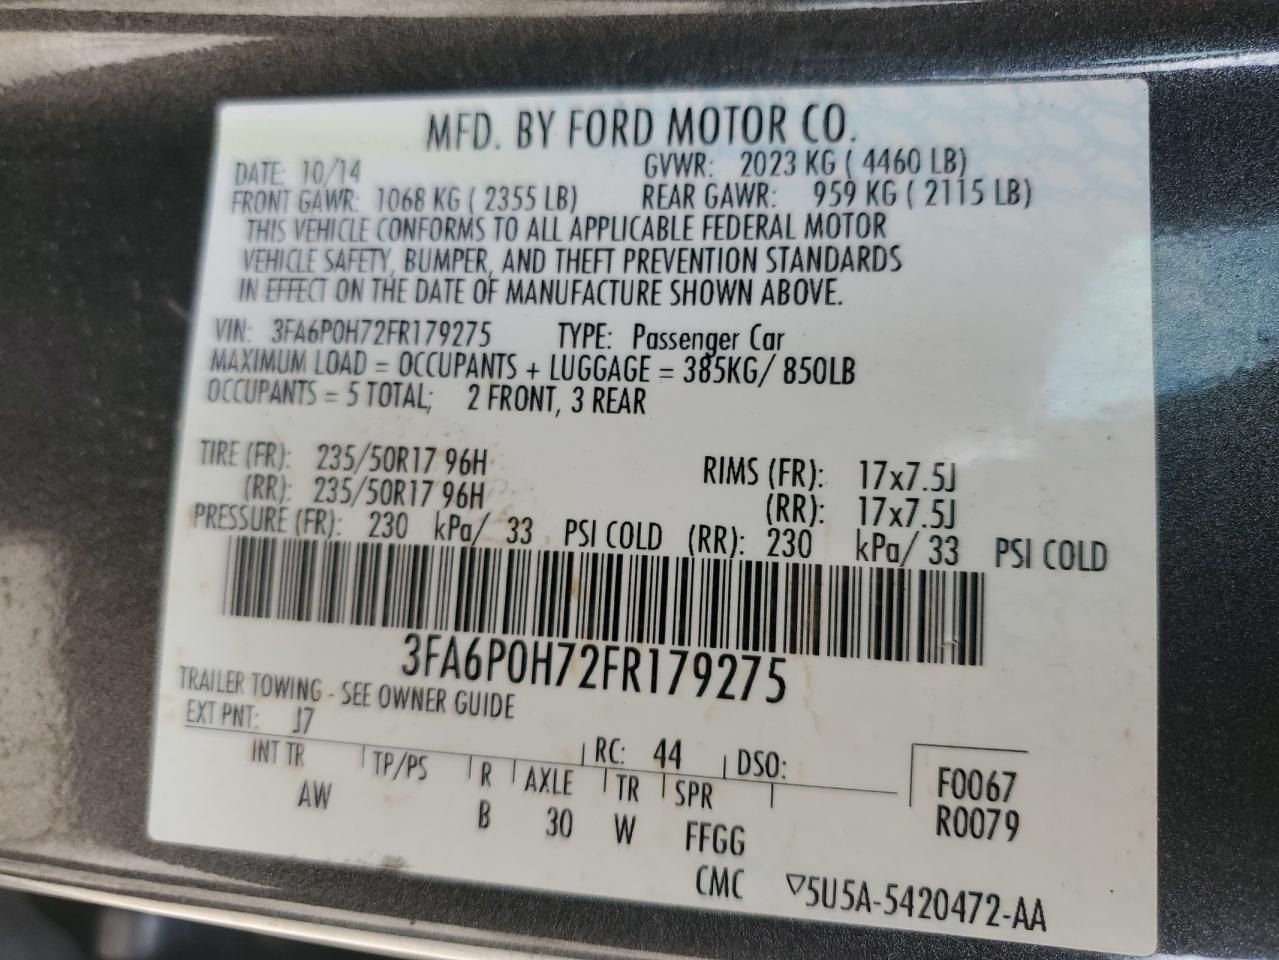 MFD. BY FORD MOTOR CO.
DATE: 10/14 GVWR: 2023 KG ( 4460 LB)
FRONT GAWR: 1068 KG ( 2355 LB) REAR GAWR: 959 KG ( 2115 LB)
THIS VEHICLE CONFORMS TO ALL APPLICABLE FEDERAL MOTOR
VEHICLE SAFETY, BUMPER, AND THEFT PREVENTION STANDARDS
IN EFFECT ON THE DATE OF MANUFACTURE SHOWN ABOVE.
VIN: 3FA6P0H72FR179275 TYPE: Passenger Car
MAXIMUM LOAD = OCCUPANTS + LUGGAGE = 385KG/ 850LB
OCCUPANTS = 5 TOTAL; 2 FRONT, 3 REAR
TIRE (FR): 235/50R17 96H RIMS (FR): 17x7.5J
(RR): 235/50R17 96H (RR): 17x7.5J
PRESSURE (FR): 230 kPa/ 33 PSI COLD (RR): 230 kPa/ 33 PSI COLD
3FA6P0H72FR179275
TRAILER TOWING - SEE OWNER GUIDE
EXT PNT: J7 RC: 44 DSO: F0067
INT TR TP/PS R AXLE TR SPR R0079
AW B 30 W FFGG
CMC ▽5U5A-5420472-AA